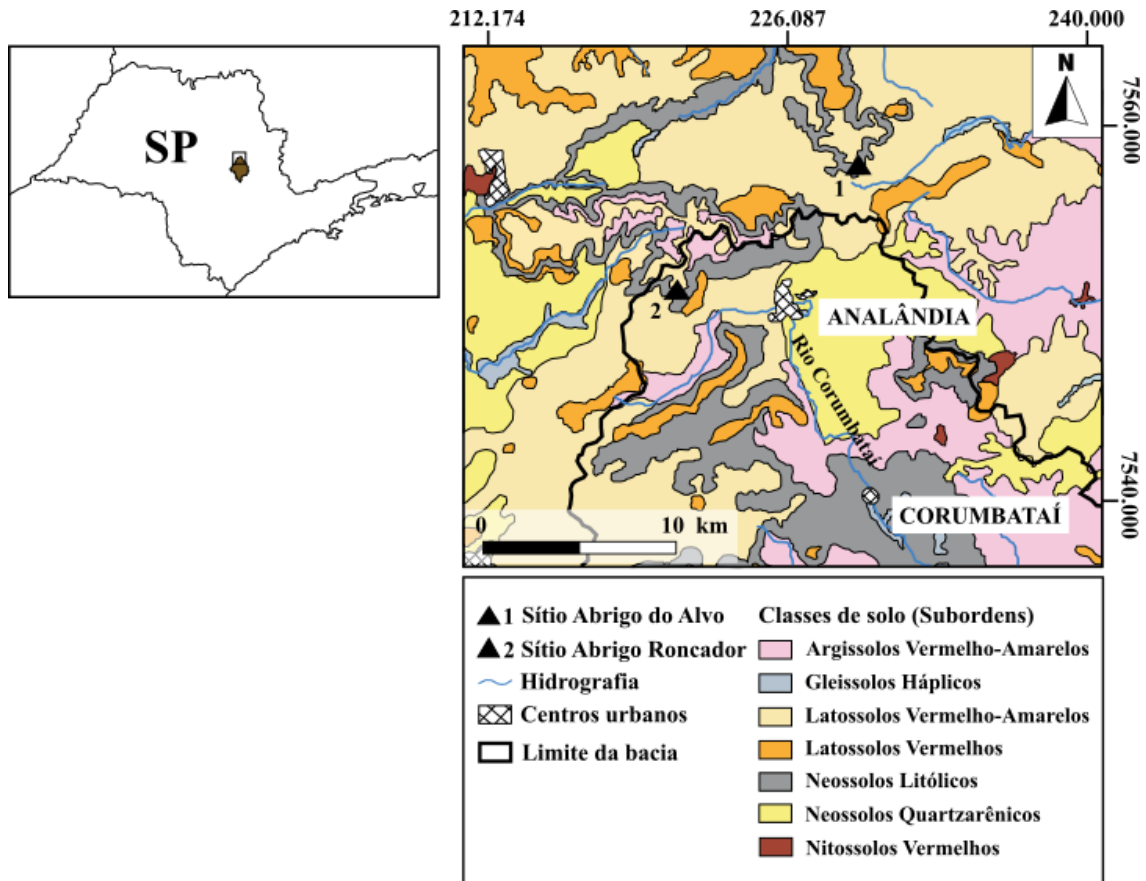 212.174
226.087
240.000
SP
N
7560.000
1
2
ANALÂNDIA
Rio Corumbataí
7540.000
CORUMBATAÍ
0
10 km
1 Sítio Abrigo do Alvo
2 Sítio Abrigo Roncador
Hidrografia
Centros urbanos
Limite da bacia
Classes de solo (Subordens)
Argissolos Vermelho-Amarelos
Gleissolos Háplicos
Latossolos Vermelho-Amarelos
Latossolos Vermelhos
Neossolos Litólicos
Neossolos Quartzarênicos
Nitossolos Vermelhos